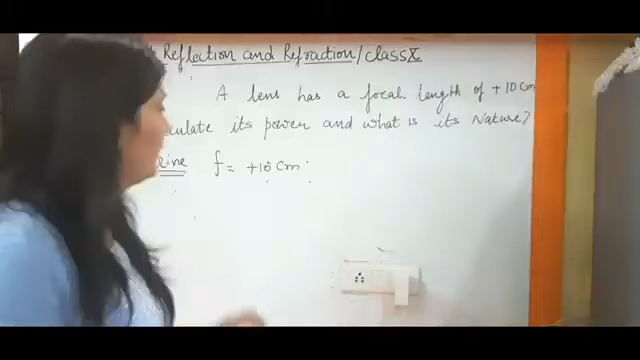 Reflection and Refraction/class X
A lens has a focal length of +10 cm
its power and what is its Nature?
f = +10 cm